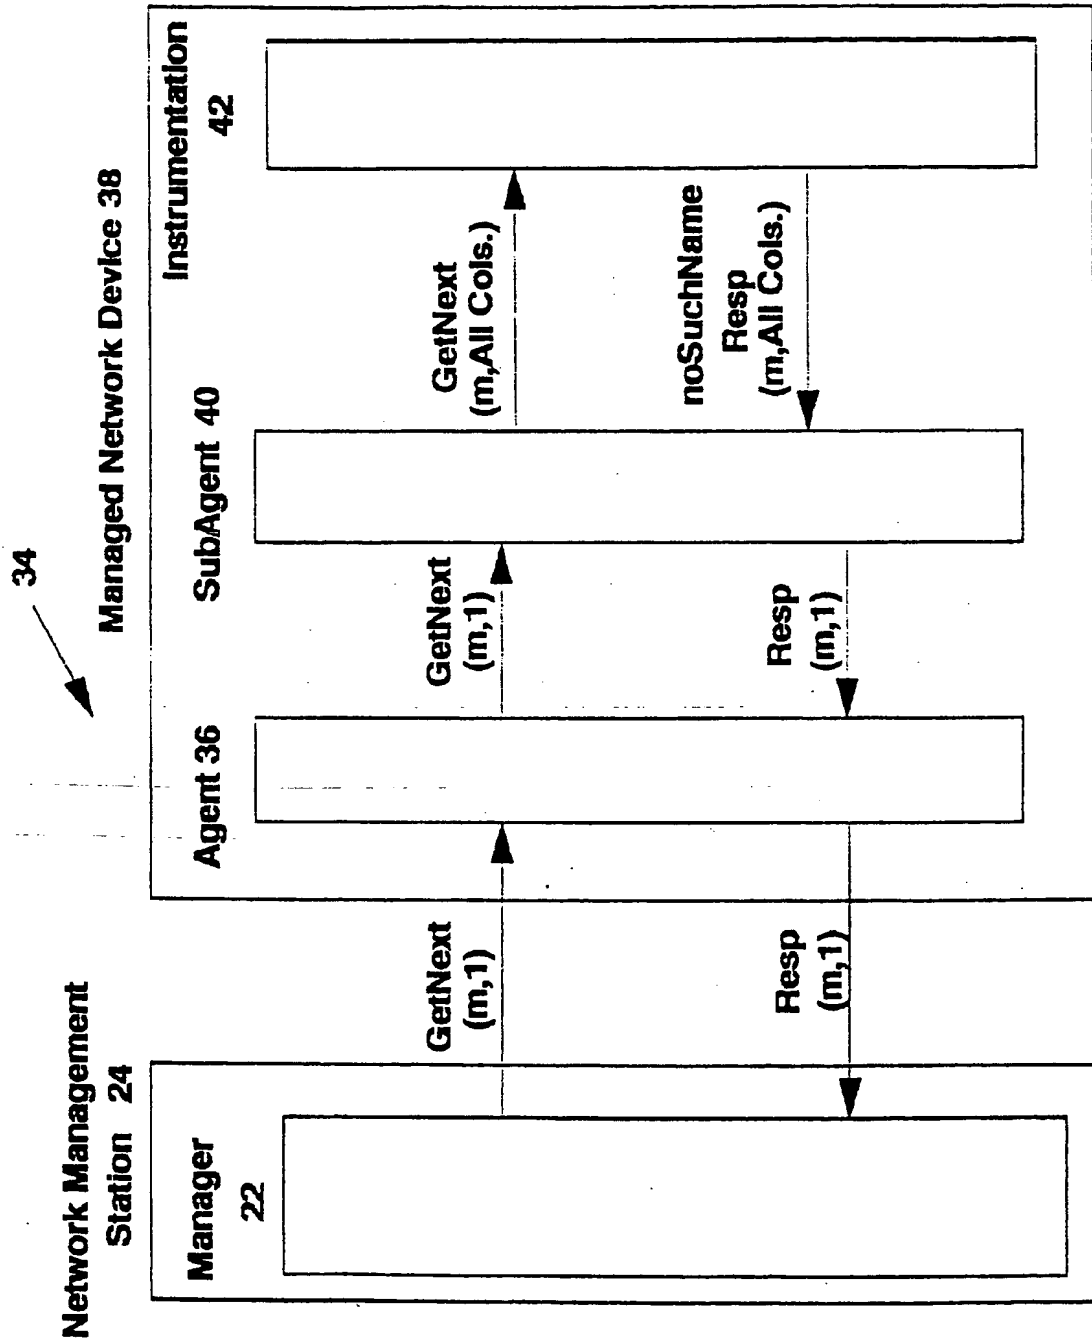 34
Network Management
Station 24
Managed Network Device 38
Manager
22
Agent 36
SubAgent 40
Instrumentation
42
GetNext
(m,1)
GetNext
(m,1)
GetNext
(m,All Cols.)
Resp
(m,1)
Resp
(m,1)
noSuchName
Resp
(m,All Cols.)